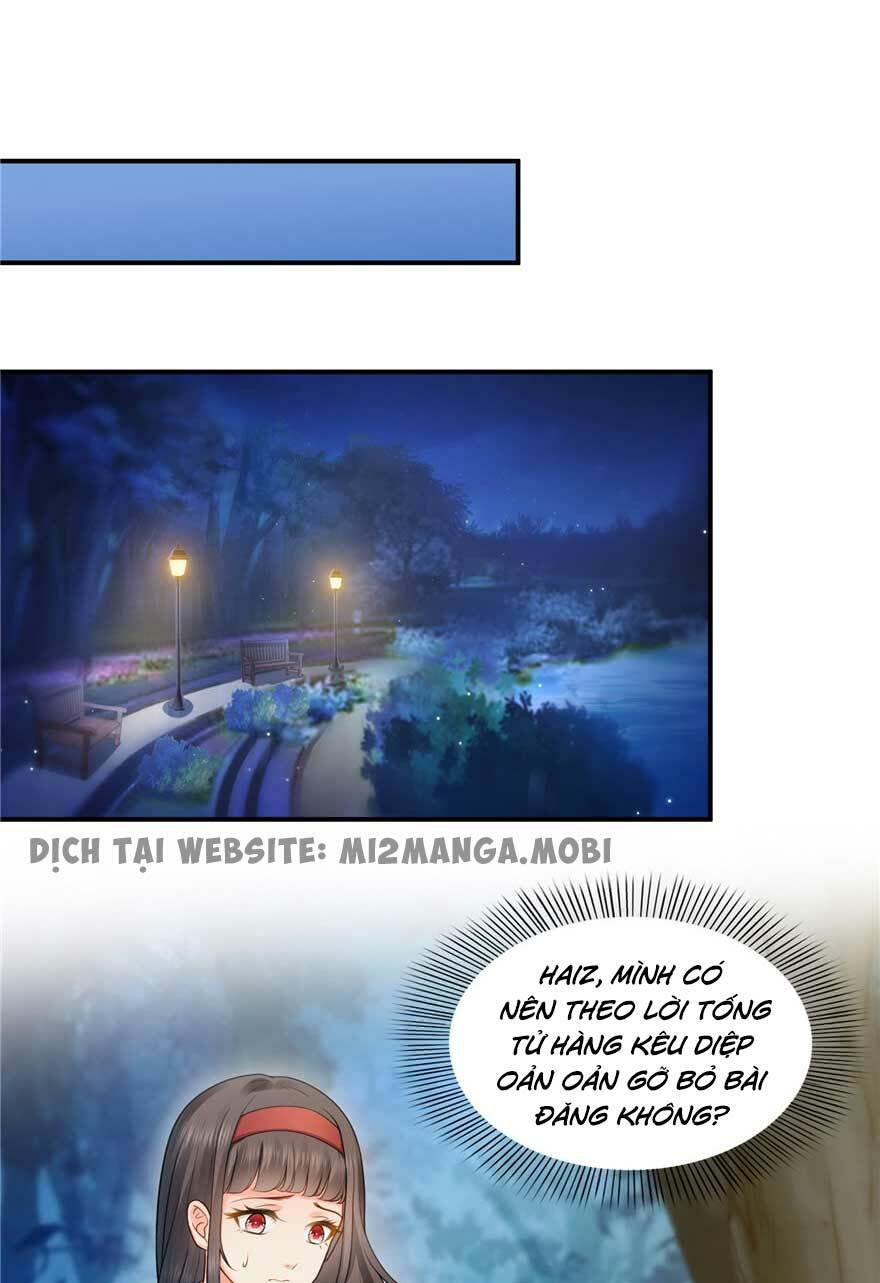 DỊCH TẠI WEBSITE: MI2MANGA.MOBI
HAIZ, MÌNH CÓ
NÊN THEO LỜI TỐNG
TỬ HÀNG KÊU DIỆP
OẢN OẢN GỠ BỎ BÀI
ĐĂNG KHÔNG?